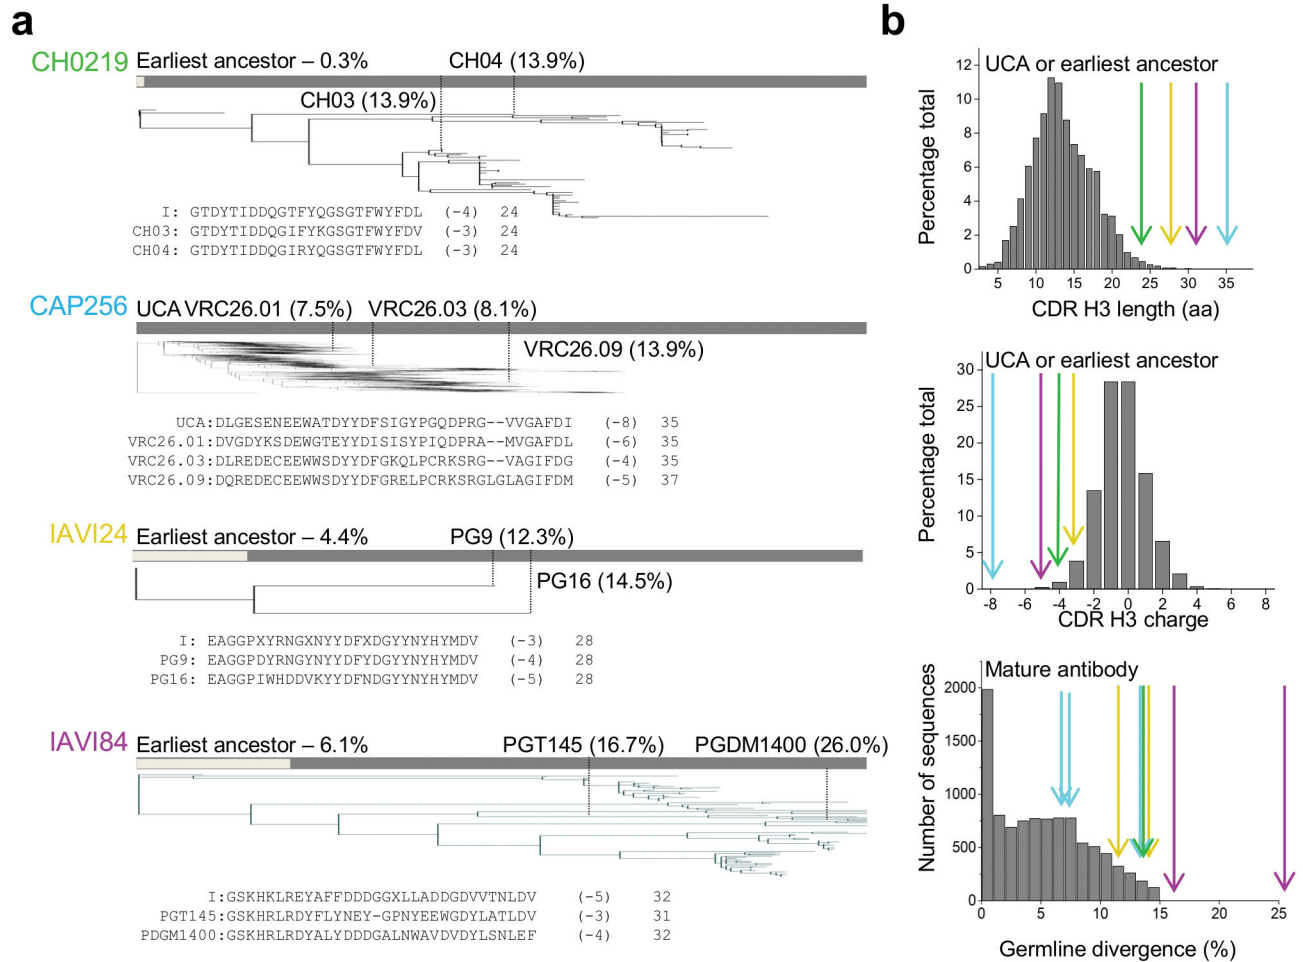 a
CH0219 Earliest ancestor – 0.3% CH04 (13.9%)
CH03 (13.9%)
I: GTDYTIDDQGTFYQGSGTFWYFDL (-4) 24
CH03: GTDYTIDDQGIFYKGSGTFWYFDV (-3) 24
CH04: GTDYTIDDQGIRYQGSGTFWYFDL (-3) 24
CAP256 UCA VRC26.01 (7.5%) VRC26.03 (8.1%)
VRC26.09 (13.9%)
UCA:DLGESENEEWATDYYDFSIGYPGQDPRG--VVGAFDI (-8) 35
VRC26.01:DVGDYKSDEWGTEYYDISISYPIQDPRA--MVGAFDL (-6) 35
VRC26.03:DLREDECEEWWSDYYDFGKQLPCRKSRG--VAGIFDG (-4) 35
VRC26.09:DQREDECEEWWSDYYDFGRELPCRKSRGLGLAGIFDM (-5) 37
IAVI24 Earliest ancestor – 4.4% PG9 (12.3%)
PG16 (14.5%)
I: EAGGPXYRNGXNYYDFXDGYYNYHYMDV (-3) 28
PG9: EAGGPDYRNGYNYYDFYDGYYNYHYMDV (-4) 28
PG16: EAGGPIWHDDVKYYDFNDGYYNYHYMDV (-5) 28
IAVI84 Earliest ancestor – 6.1% PGT145 (16.7%) PGDM1400 (26.0%)
I:GSKHKLREYAFFDDDDGGXLLADDGDVVTNLDV (-5) 32
PGT145:GSKHRLRDYFLYNEY-GPNYEEWGDYLATLDV (-3) 31
PDGM1400:GSKHRLRDYALYDDDGALNWAVDVDYLSNLEF (-4) 32
b
UCA or earliest ancestor
Percentage total
12
10
8
6
4
2
0
5 10 15 20 25 30 35
CDR H3 length (aa)
UCA or earliest ancestor
Percentage total
30
25
20
15
10
5
0
-8 -6 -4 -2 0 2 4 6 8
CDR H3 charge
Mature antibody
Number of sequences
2000
1500
1000
500
0
0 5 10 15 20 25
Germline divergence (%)